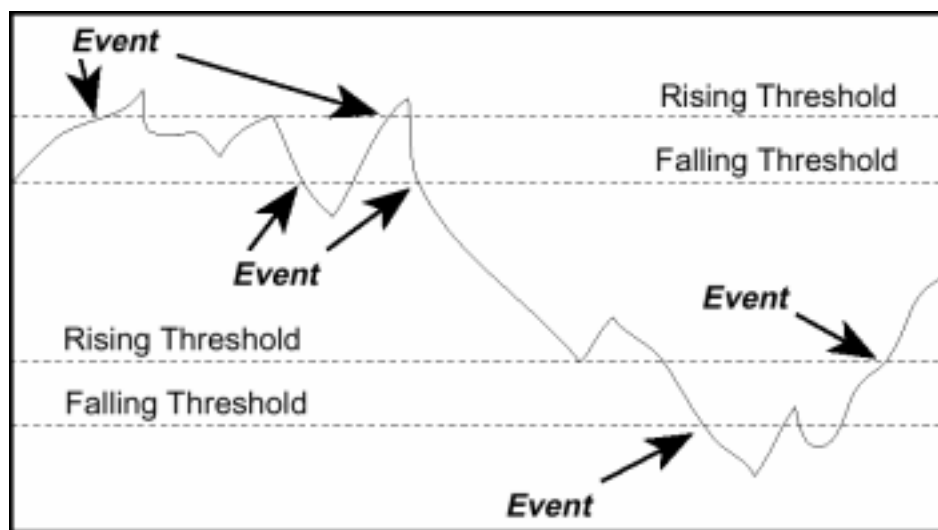 Event
Rising Threshold
Falling Threshold
Event
Event
Rising Threshold
Falling Threshold
Event